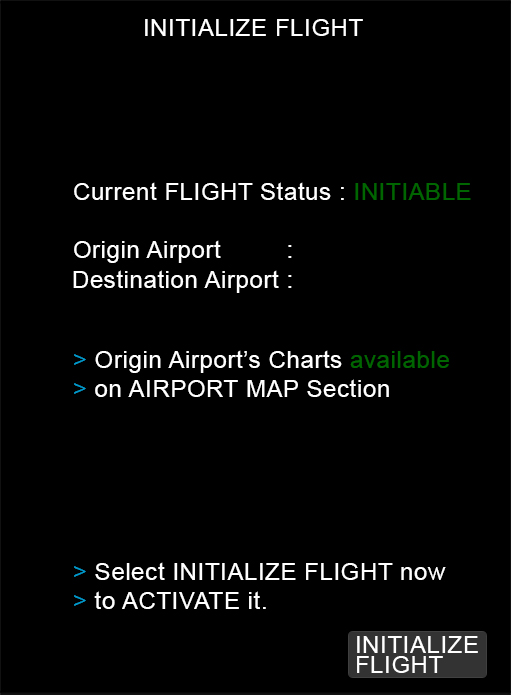 INITIALIZE FLIGHT
Current FLIGHT Status : INITIABLE
Origin Airport :
Destination Airport :
> Origin Airport’s Charts available
> on AIRPORT MAP Section
> Select INITIALIZE FLIGHT now
> to ACTIVATE it.
INITIALIZE
FLIGHT